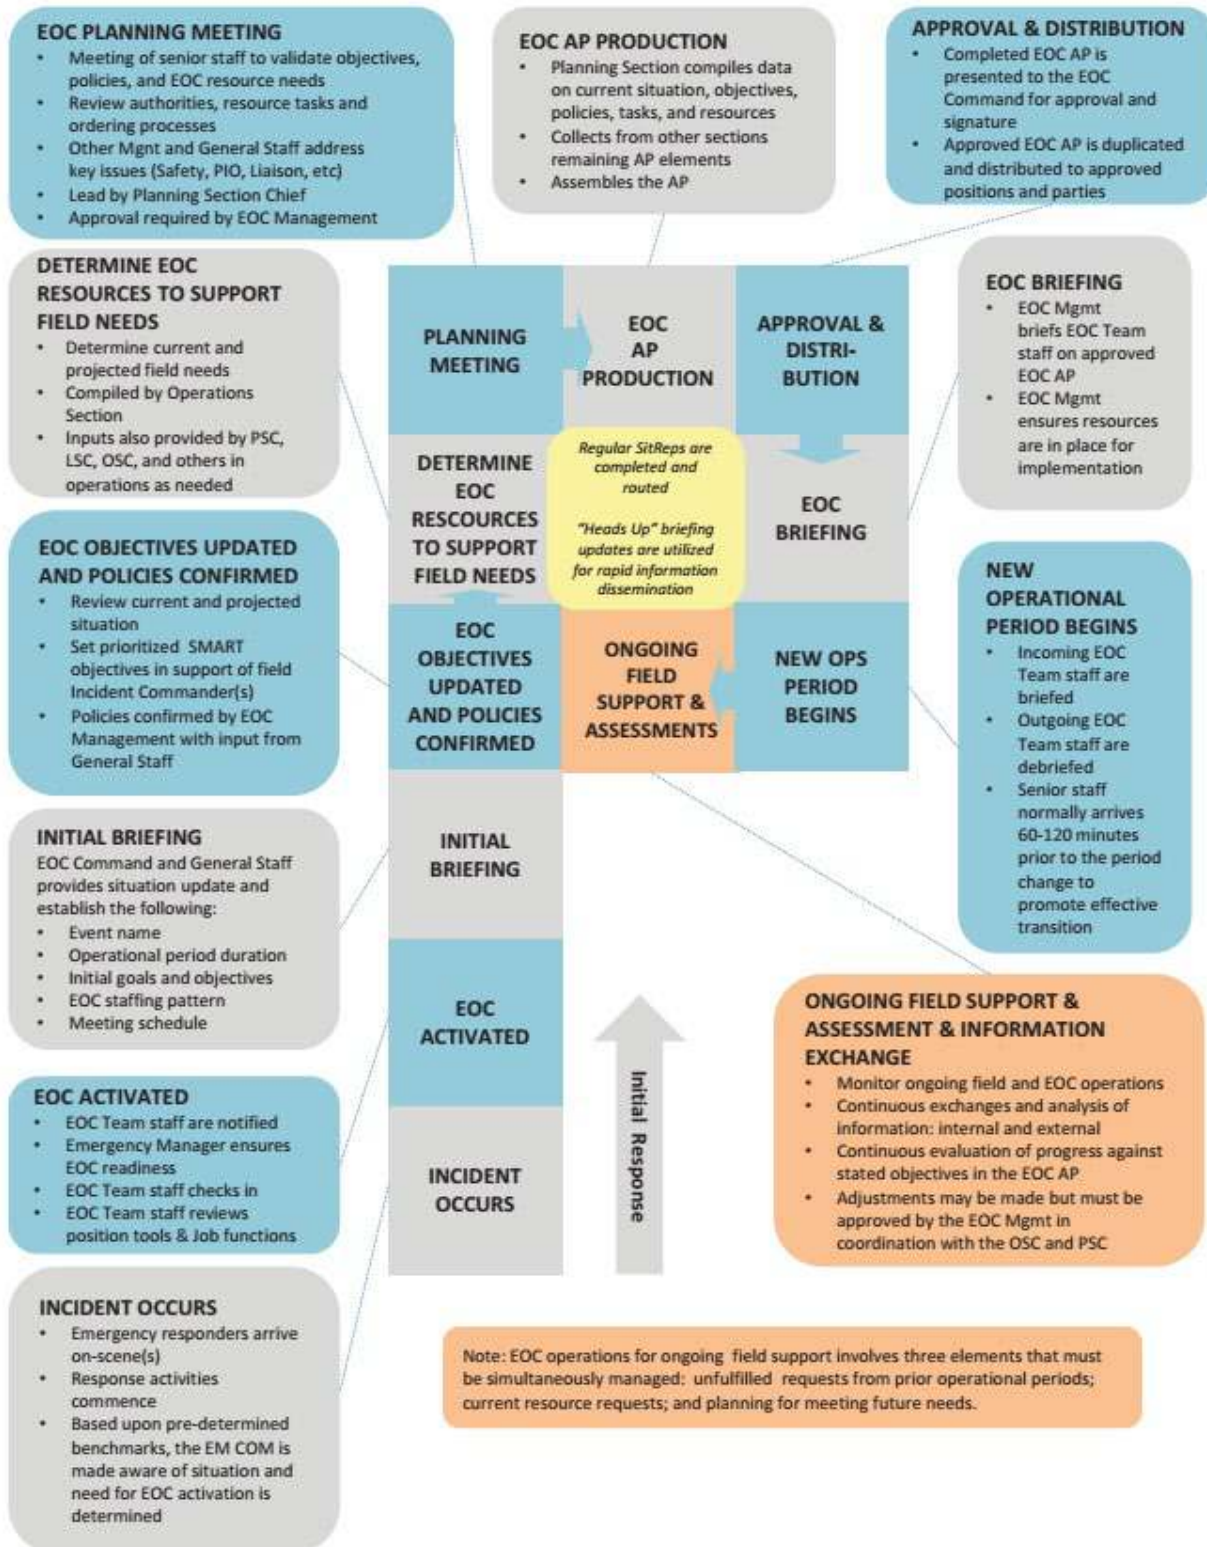 EOC PLANNING MEETING
• Meeting of senior staff to validate objectives,
policies, and EOC resource needs
• Review authorities, resource tasks and
ordering processes
• Other Mgnt and General Staff address
key issues (Safety, PIO, Liaison, etc)
• Lead by Planning Section Chief
• Approval required by EOC Management
EOC AP PRODUCTION
• Planning Section compiles data
on current situation, objectives,
policies, tasks, and resources
• Collects from other sections
remaining AP elements
• Assembles the AP
APPROVAL & DISTRIBUTION
• Completed EOC AP is
presented to the EOC
Command for approval and
signature
• Approved EOC AP is duplicated
and distributed to approved
positions and parties
DETERMINE EOC
RESOURCES TO SUPPORT
FIELD NEEDS
• Determine current and
projected field needs
• Compiled by Operations
Section
• Inputs also provided by PSC,
LSC, OSC, and others in
operations as needed
EOC OBJECTIVES UPDATED
AND POLICIES CONFIRMED
• Review current and projected
situation
• Set prioritized SMART
objectives in support of field
Incident Commander(s)
• Policies confirmed by EOC
Management with input from
General Staff
INITIAL BRIEFING
EOC Command and General Staff
provides situation update and
establish the following:
• Event name
• Operational period duration
• Initial goals and objectives
• EOC staffing pattern
• Meeting schedule
EOC ACTIVATED
• EOC Team staff are notified
• Emergency Manager ensures
EOC readiness
• EOC Team staff checks in
• EOC Team staff reviews
position tools & Job functions
INCIDENT OCCURS
• Emergency responders arrive
on-scene(s)
• Response activities
commence
• Based upon pre-determined
benchmarks, the EM COM is
made aware of situation and
need for EOC activation is
determined
PLANNING
MEETING
EOC
AP
PRODUCTION
APPROVAL &
DISTRI-
BUTION
DETERMINE
EOC
RESCOURCES
TO SUPPORT
FIELD NEEDS
Regular SitReps are
completed and
routed
"Heads Up" briefing
updates are utilized
for rapid information
dissemination
EOC
BRIEFING
EOC
OBJECTIVES
UPDATED
AND POLICIES
CONFIRMED
ONGOING
FIELD
SUPPORT &
ASSESSMENTS
NEW OPS
PERIOD
BEGINS
INITIAL
BRIEFING
EOC
ACTIVATED
INCIDENT
OCCURS
Initial Response
EOC BRIEFING
• EOC Mgmt
briefs EOC Team
staff on approved
EOC AP
• EOC Mgmt
ensures resources
are in place for
implementation
NEW
OPERATIONAL
PERIOD BEGINS
• Incoming EOC
Team staff are
briefed
• Outgoing EOC
Team staff are
debriefed
• Senior staff
normally arrives
60-120 minutes
prior to the period
change to
promote effective
transition
ONGOING FIELD SUPPORT &
ASSESSMENT & INFORMATION
EXCHANGE
• Monitor ongoing field and EOC operations
• Continuous exchanges and analysis of
information: internal and external
• Continuous evaluation of progress against
stated objectives in the EOC AP
• Adjustments may be made but must be
approved by the EOC Mgmt in
coordination with the OSC and PSC
Note: EOC operations for ongoing field support involves three elements that must
be simultaneously managed: unfulfilled requests from prior operational periods;
current resource requests; and planning for meeting future needs.